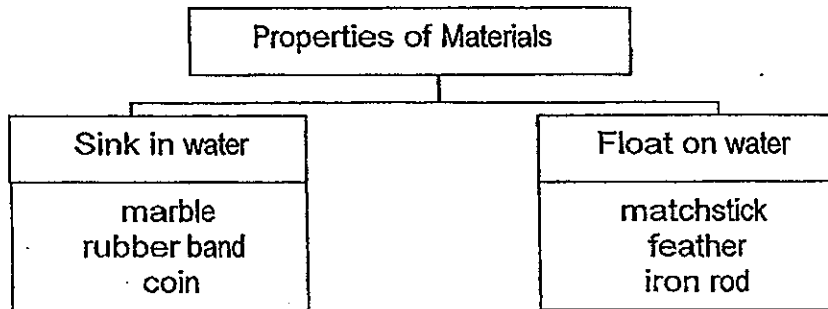 Properties of Materials
Sink in water
marble
rubber band
coin
Float on water
matchstick
feather
iron rod